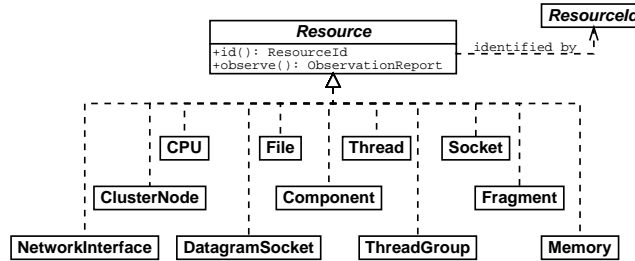 Resource
ResourceId
+id(): ResourceId
+observe(): ObservationReport
identified by
CPU
File
Thread
Socket
ClusterNode
Component
Fragment
NetworkInterface
DatagramSocket
ThreadGroup
Memory